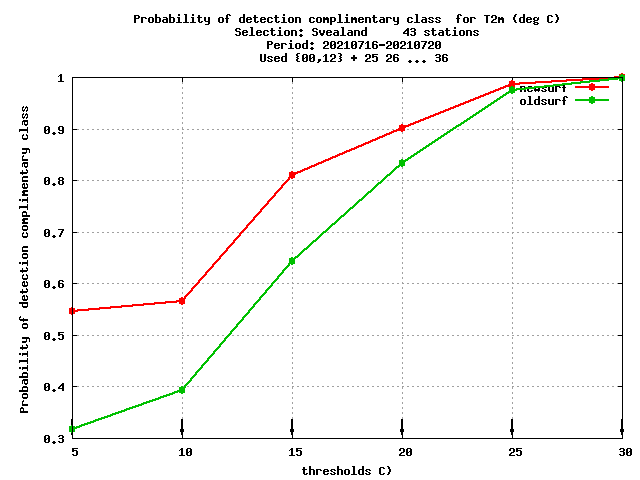 Probability of detection complimentary class  for T2m (deg C)
Selection: Svealand     43 stations
Period: 20210716-20210720
Used {00,12} + 25 26 ... 36
Probability of detection complimentary class
1
0.9
0.8
0.7
0.6
0.5
0.4
0.3
newsurf
oldsurf
5 10 15 20 25 30
thresholds C)